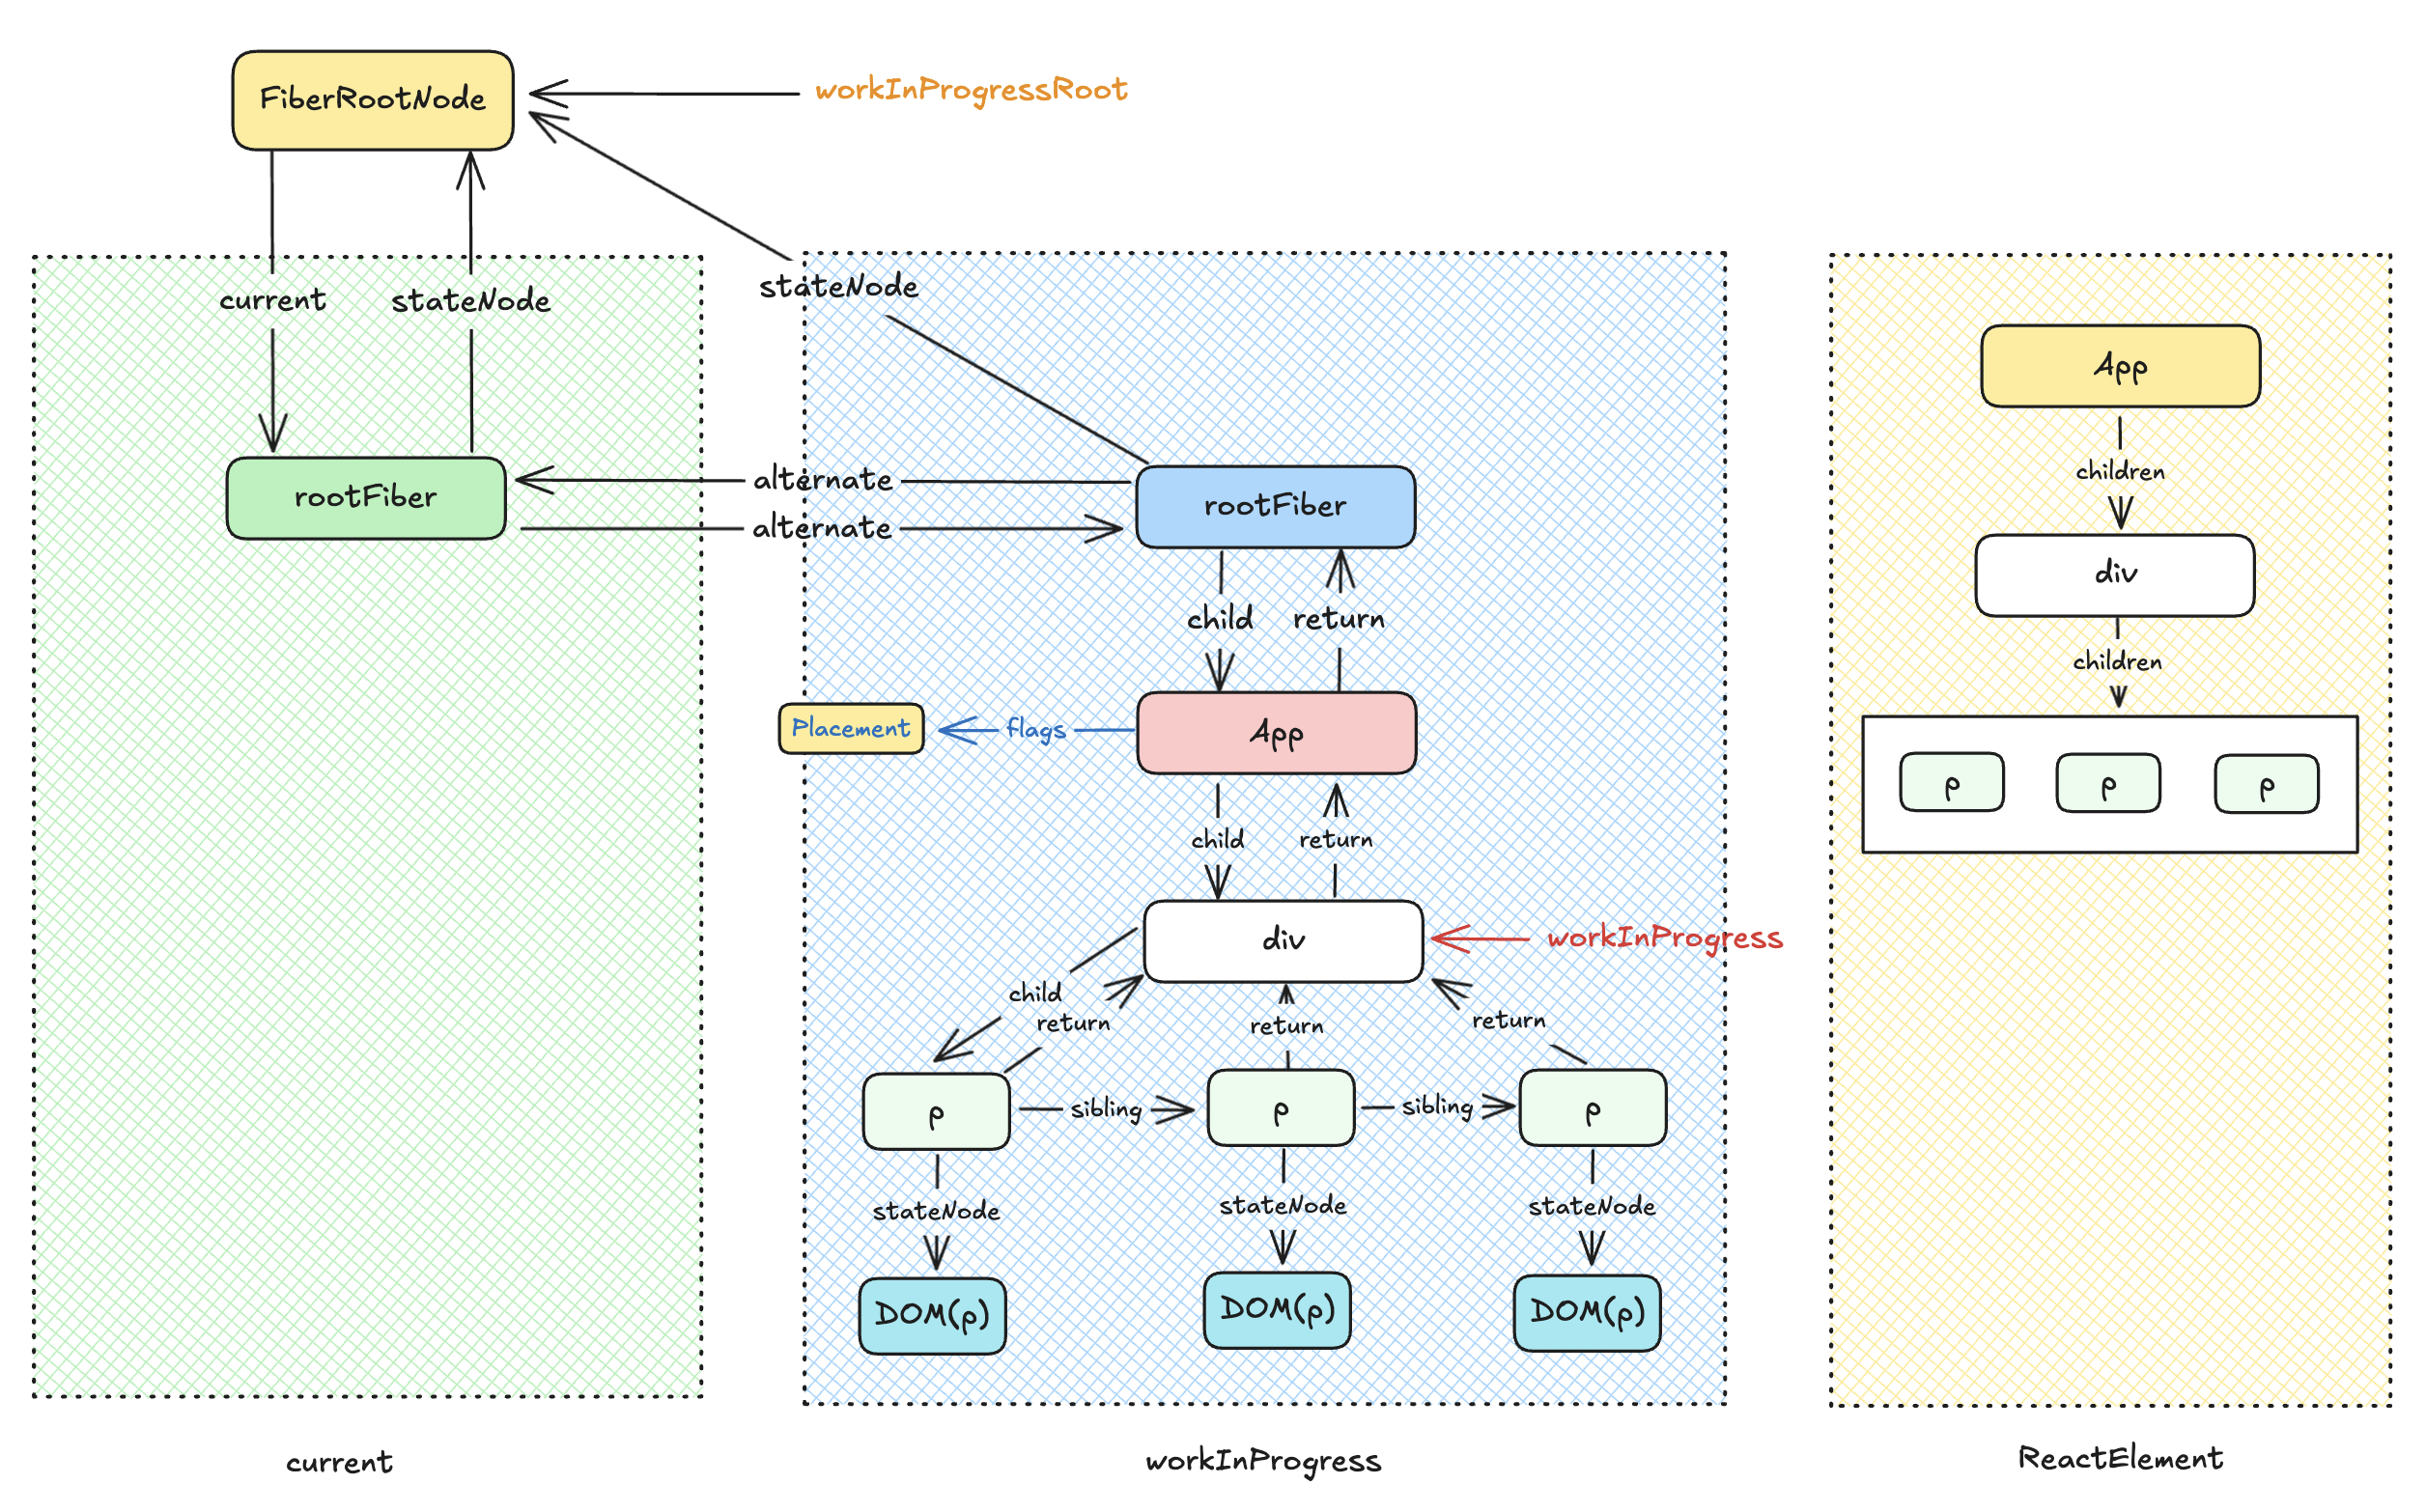 FiberRootNode
workInProgressRoot
current
stateNode
stateNode
rootFiber
alternate
alternate
rootFiber
child
return
Placement
flags
App
child
return
div
workInProgress
child
return
return
return
p
sibling
p
sibling
p
stateNode
stateNode
stateNode
DOM(p)
DOM(p)
DOM(p)
App
children
div
children
p
p
p
current
workInProgress
ReactElement